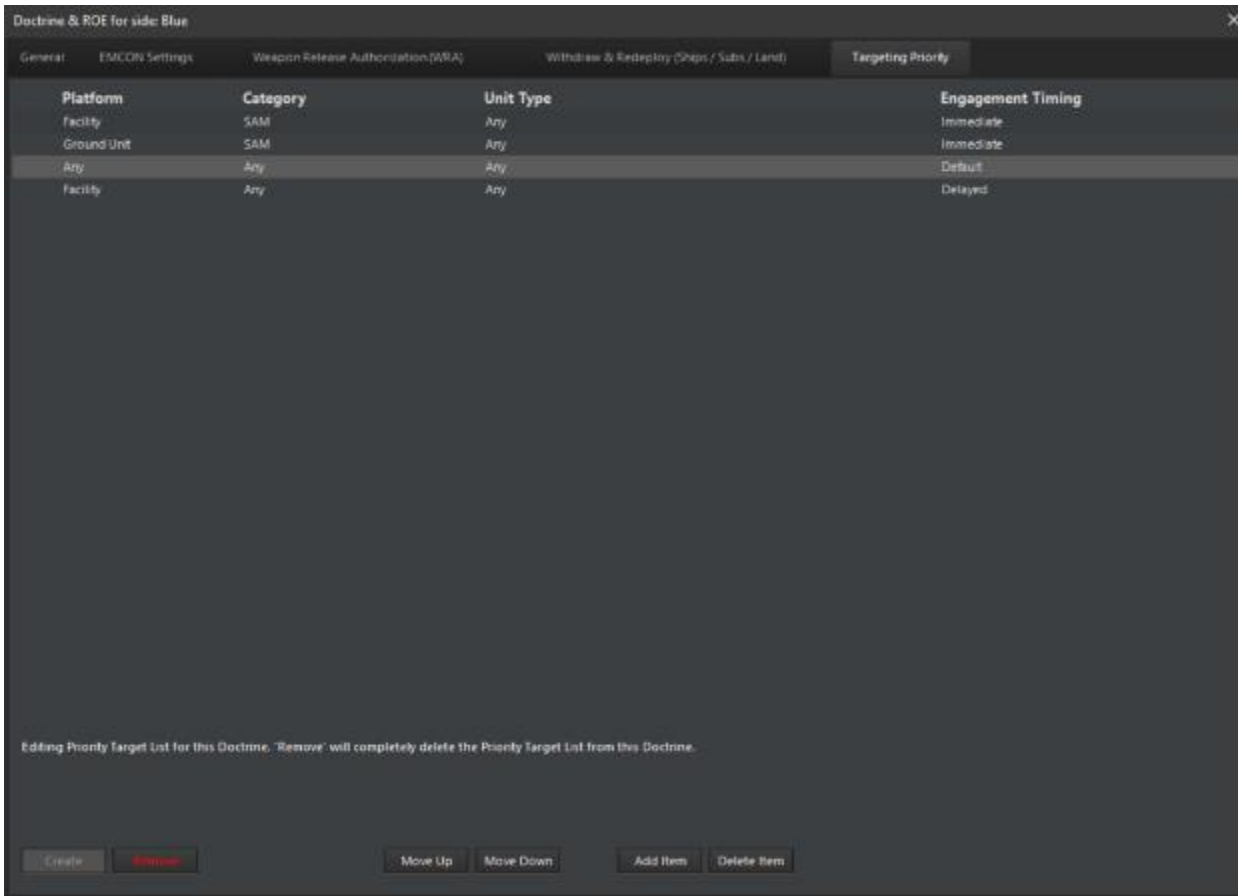 Doctrine & ROE for side: Blue
General EMCON Settings Weapon Release Authorization (WRA) Withdraw & Redeploy (Ships / Subs / Land) Targeting Priority
Platform Category Unit Type Engagement Timing
Facility SAM Any Immediate
Ground Unit SAM Any Immediate
Any Any Any Default
Facility Any Any Delayed
Editing Priority Target List for this Doctrine. 'Remove' will completely delete the Priority Target List from this Doctrine.
Create Remove Move Up Move Down Add Item Delete Item